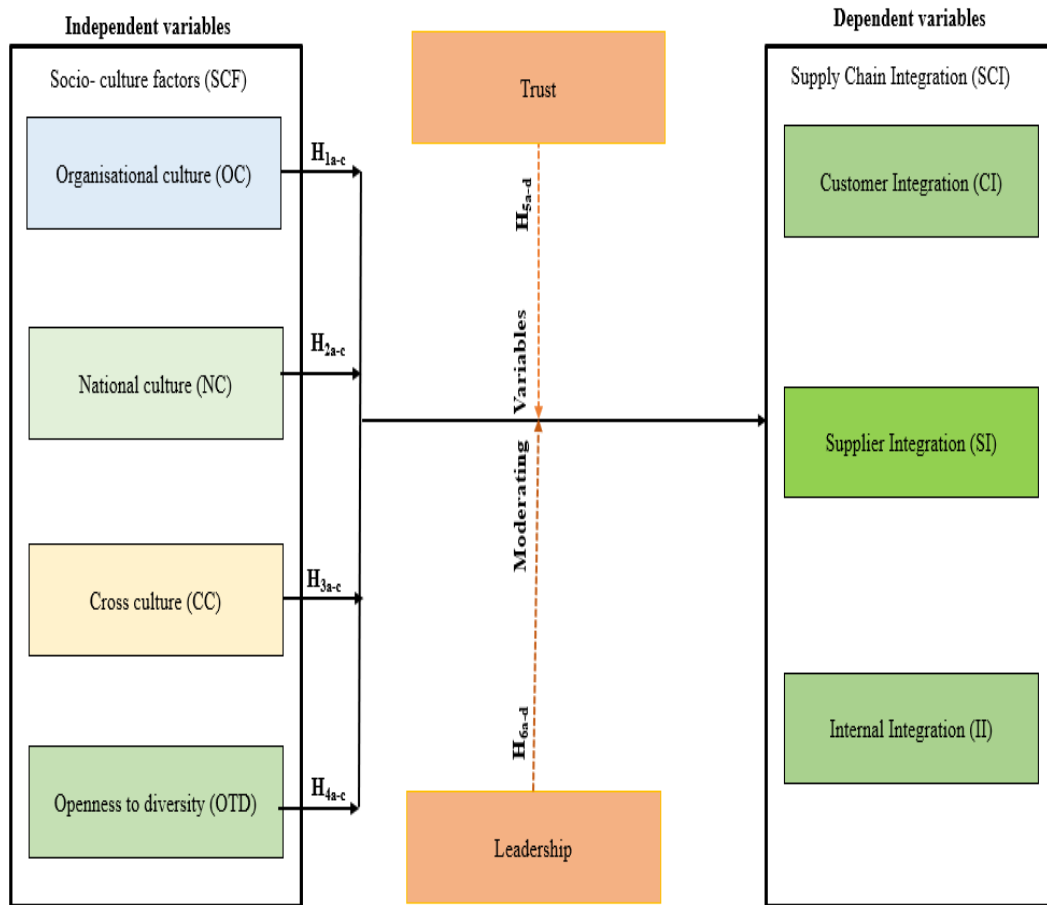 Independent variables
Socio- culture factors (SCF)
Organisational culture (OC)
National culture (NC)
Cross culture (CC)
Openness to diversity (OTD)
H1a-c
H2a-c
H3a-c
H4a-c
Trust
H5a-d
Moderating Variables
H6a-d
Leadership
Dependent variables
Supply Chain Integration (SCI)
Customer Integration (CI)
Supplier Integration (SI)
Internal Integration (II)